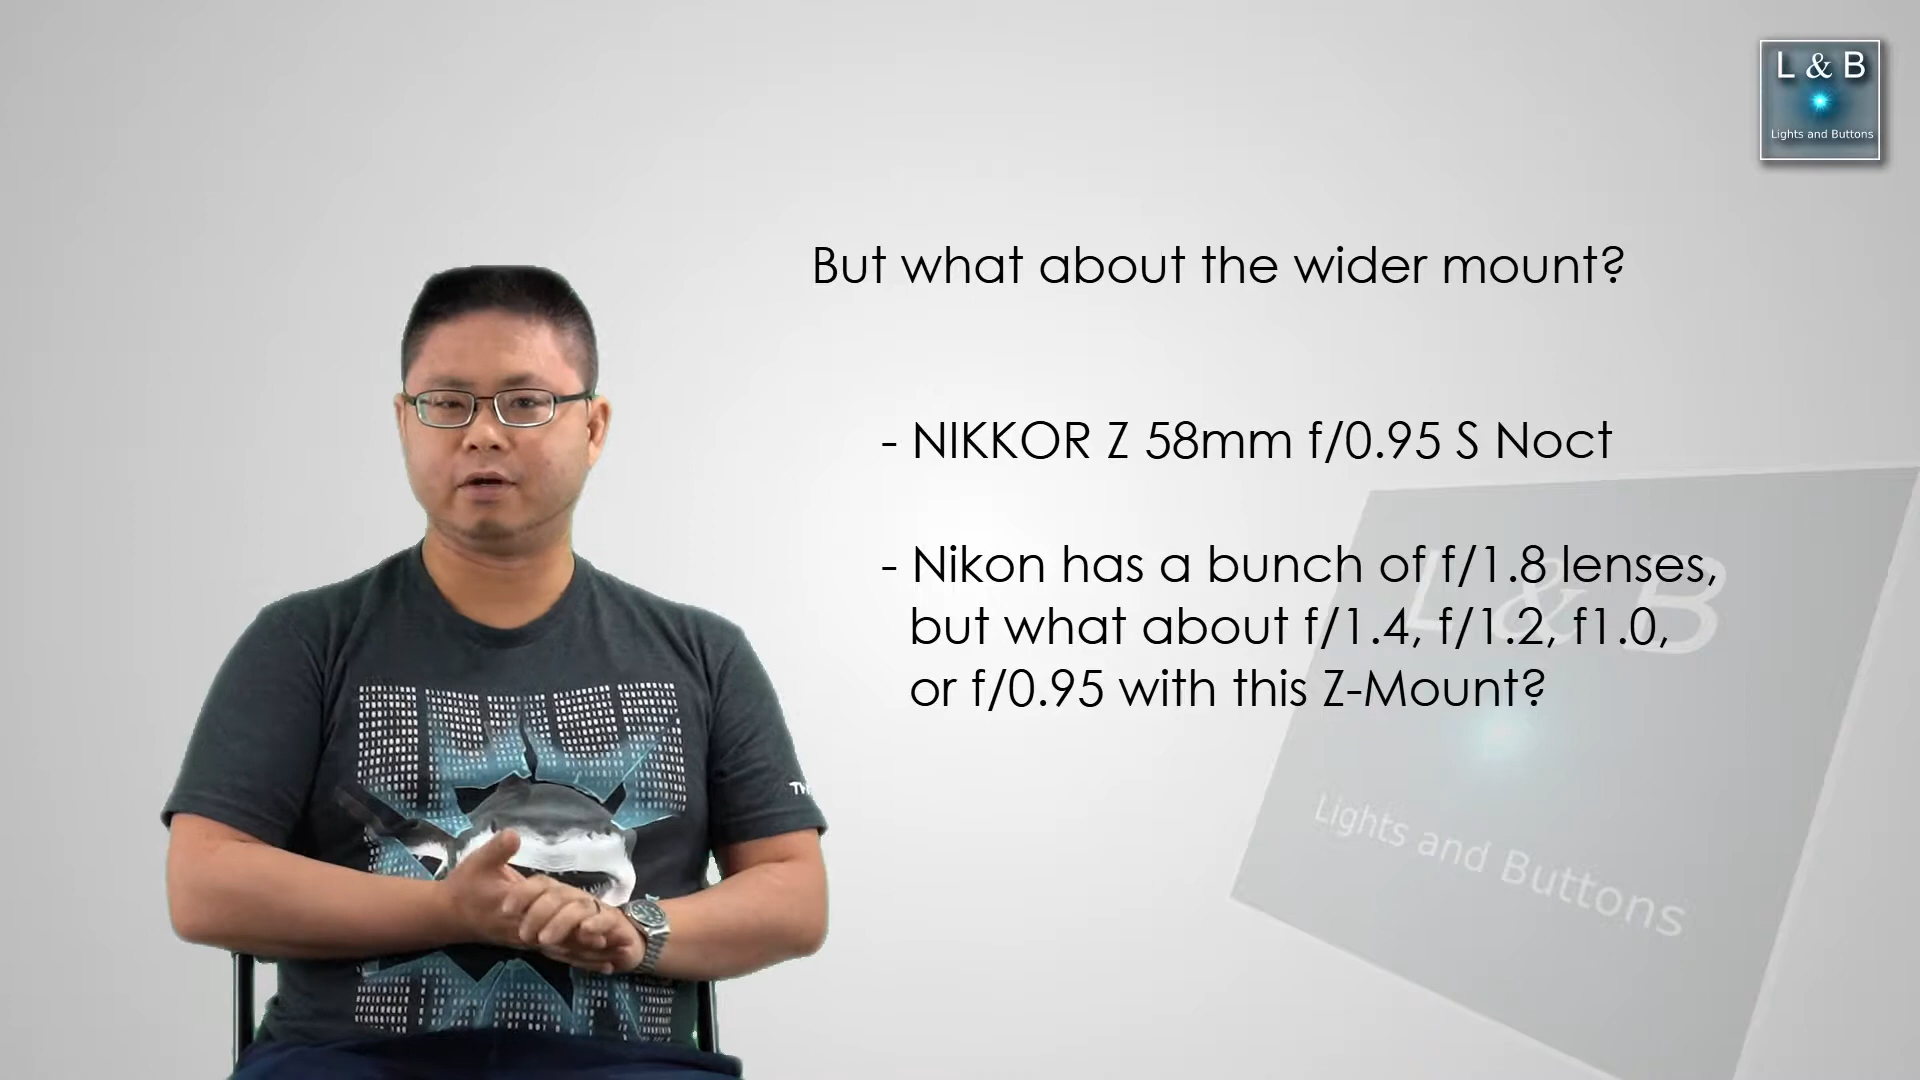 L & B
Lights and Buttons
But what about the wider mount?
- NIKKOR Z 58mm f/0.95 S Noct
- Nikon has a bunch of f/1.8 lenses,
but what about f/1.4, f/1.2, f1.0,
or f/0.95 with this Z-Mount?
L & B
Lights and Buttons